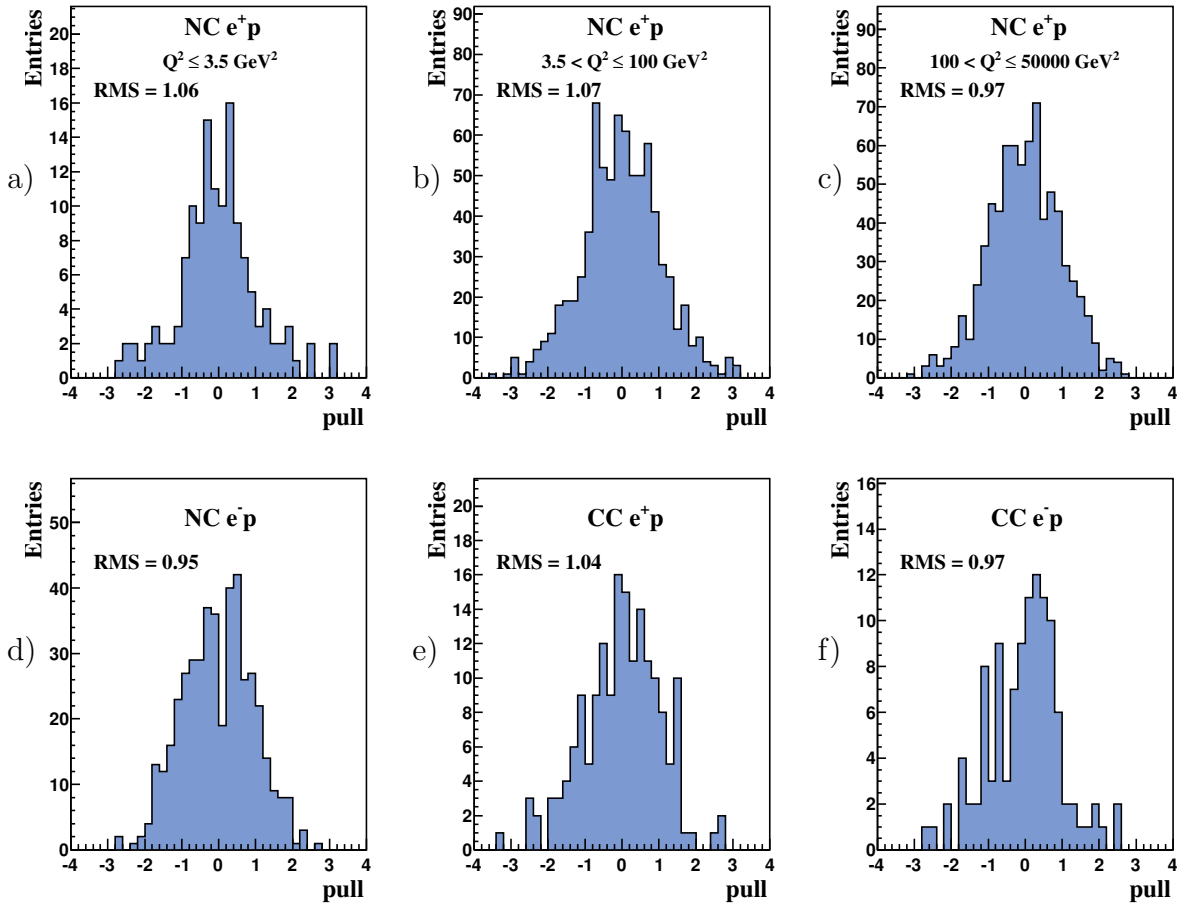 a)
Entries
NC e⁺p
Q² ≤ 3.5 GeV²
RMS = 1.06
20
18
16
14
12
10
8
6
4
2
0
-4 -3 -2 -1 0 1 2 3 4
pull
b)
Entries
NC e⁺p
3.5 < Q² ≤ 100 GeV²
RMS = 1.07
90
80
70
60
50
40
30
20
10
0
-4 -3 -2 -1 0 1 2 3 4
pull
c)
Entries
NC e⁺p
100 < Q² ≤ 50000 GeV²
RMS = 0.97
90
80
70
60
50
40
30
20
10
0
-4 -3 -2 -1 0 1 2 3 4
pull
d)
Entries
NC e⁻p
RMS = 0.95
50
40
30
20
10
0
-4 -3 -2 -1 0 1 2 3 4
pull
e)
Entries
CC e⁺p
RMS = 1.04
20
18
16
14
12
10
8
6
4
2
0
-4 -3 -2 -1 0 1 2 3 4
pull
f)
Entries
CC e⁻p
RMS = 0.97
16
14
12
10
8
6
4
2
0
-4 -3 -2 -1 0 1 2 3 4
pull